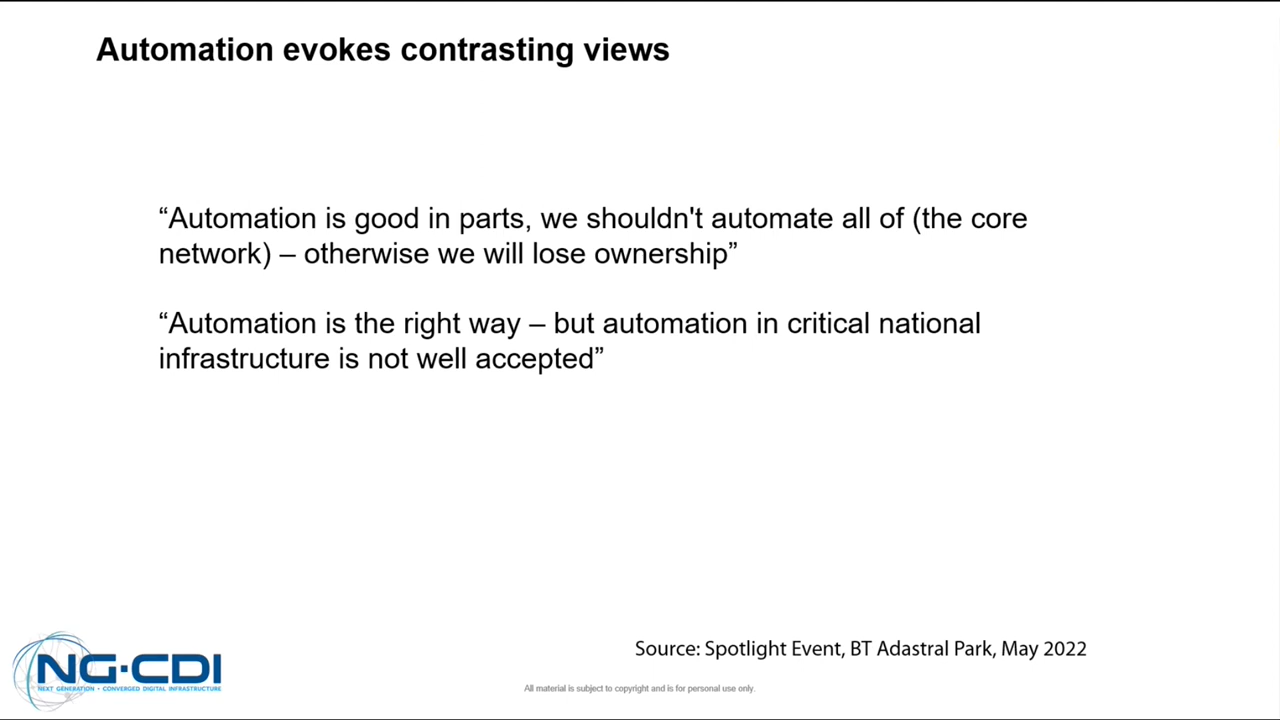 Automation evokes contrasting views
“Automation is good in parts, we shouldn't automate all of (the core
network) – otherwise we will lose ownership”
“Automation is the right way – but automation in critical national
infrastructure is not well accepted”
Source: Spotlight Event, BT Adastral Park, May 2022
NG·CDI
NEXT GENERATION · CONVERGED DIGITAL INFRASTRUCTURE
All material is subject to copyright and is for personal use only.